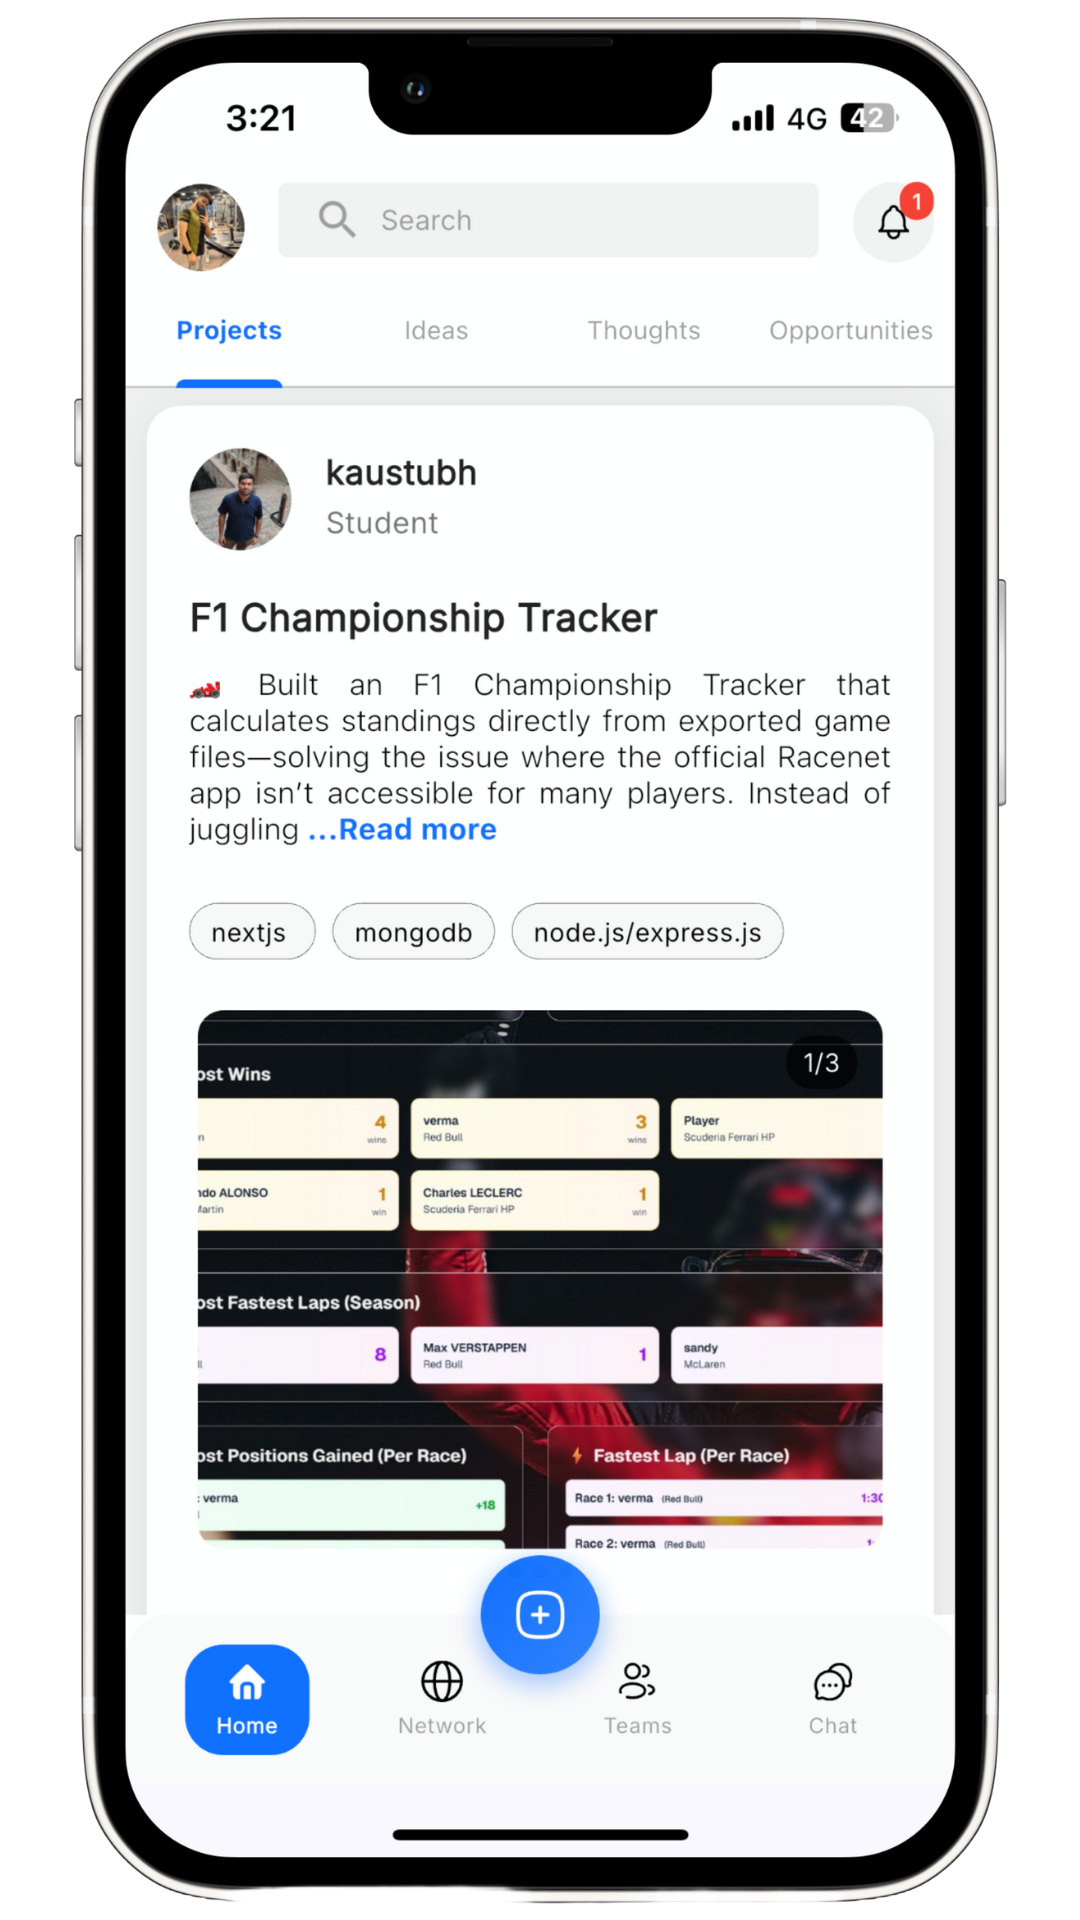 3:21
4G 42
1
Search
Projects
Ideas
Thoughts
Opportunities
kaustubh
Student
F1 Championship Tracker
Built an F1 Championship Tracker that
calculates standings directly from exported game
files—solving the issue where the official Racenet
app isn't accessible for many players. Instead of
juggling ...Read more
nextjs
mongodb
node.js/express.js
1/3
ost Wins
4
wins
verma
Red Bull
3
wins
Player
Scuderia Ferrari HP
ndo ALONSO
Martin
1
win
Charles LECLERC
Scuderia Ferrari HP
1
win
ost Fastest Laps (Season)
8
Max VERSTAPPEN
Red Bull
1
sandy
McLaren
ost Positions Gained (Per Race)
: verma
+18
Fastest Lap (Per Race)
Race 1: verma (Red Bull) 1:30
Race 2: verma (Red Bull)
Home
Network
Teams
Chat